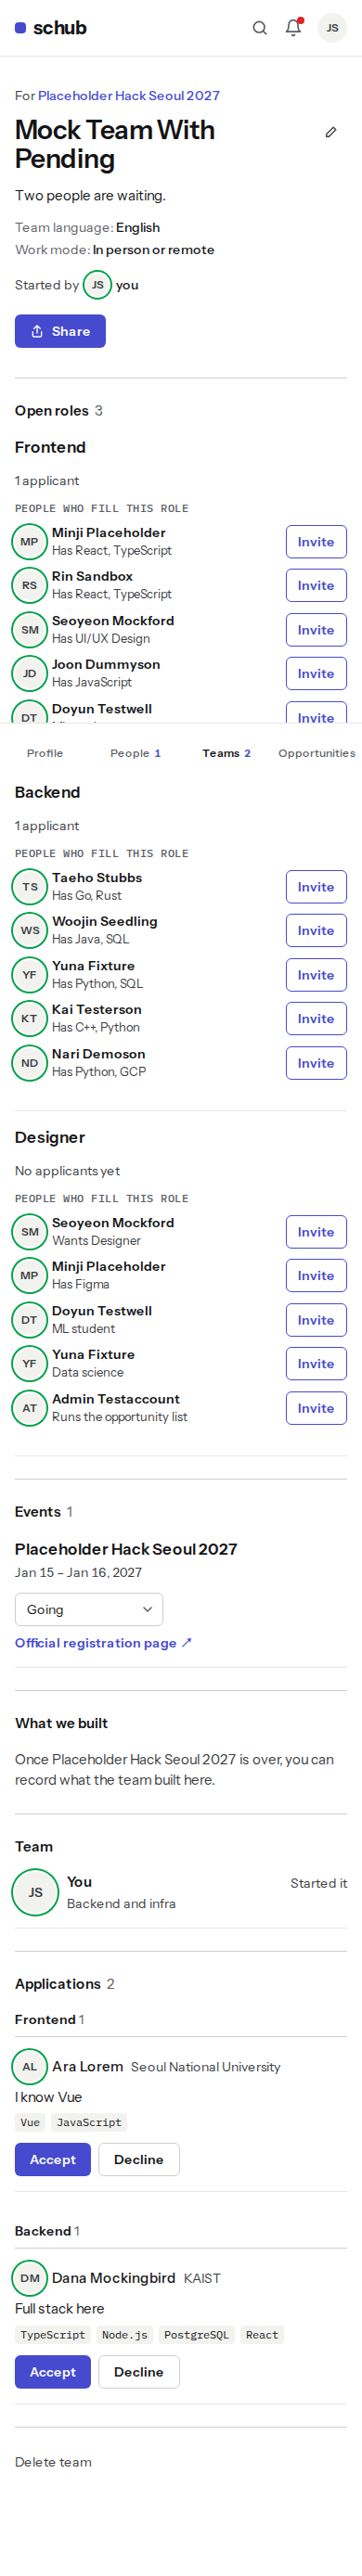 schub
JS
For Placeholder Hack Seoul 2027
Mock Team With
Pending
Two people are waiting.
Team language: English
Work mode: In person or remote
Started by JS you
Share
Open roles 3
Frontend
1 applicant
PEOPLE WHO FILL THIS ROLE
MP Minji Placeholder Invite
Has React, TypeScript
RS Rin Sandbox Invite
Has React, TypeScript
SM Seoyeon Mockford Invite
Has UI/UX Design
JD Joon Dummyson Invite
Has JavaScript
DT Doyun Testwell Invite
Profile People 1 Teams 2 Opportunities
Backend
1 applicant
PEOPLE WHO FILL THIS ROLE
TS Taeho Stubbs Invite
Has Go, Rust
WS Woojin Seedling Invite
Has Java, SQL
YF Yuna Fixture Invite
Has Python, SQL
KT Kai Testerson Invite
Has C++, Python
ND Nari Demoson Invite
Has Python, GCP
Designer
No applicants yet
PEOPLE WHO FILL THIS ROLE
SM Seoyeon Mockford Invite
Wants Designer
MP Minji Placeholder Invite
Has Figma
DT Doyun Testwell Invite
ML student
YF Yuna Fixture Invite
Data science
AT Admin Testaccount Invite
Runs the opportunity list
Events 1
Placeholder Hack Seoul 2027
Jan 15 – Jan 16, 2027
Going
Official registration page ↗
What we built
Once Placeholder Hack Seoul 2027 is over, you can
record what the team built here.
Team
JS You Started it
Backend and infra
Applications 2
Frontend 1
AL Ara Lorem Seoul National University
I know Vue
Vue JavaScript
Accept Decline
Backend 1
DM Dana Mockingbird KAIST
Full stack here
TypeScript Node.js PostgreSQL React
Accept Decline
Delete team